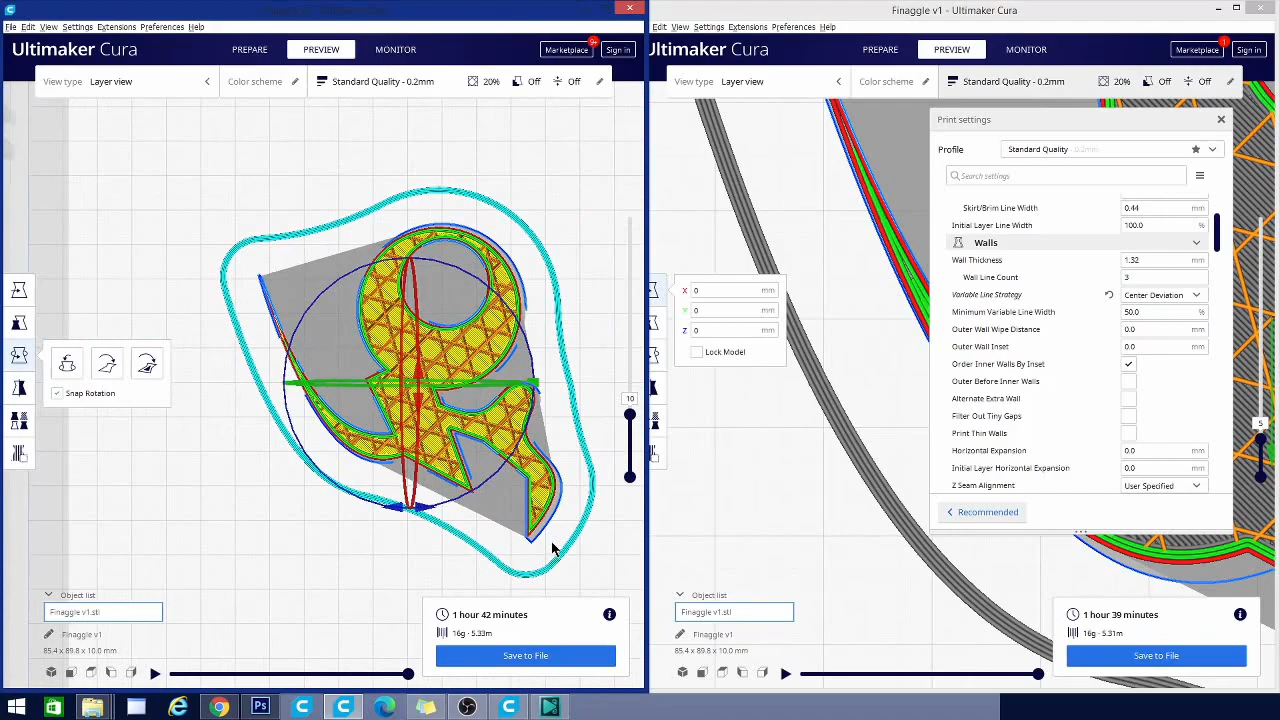 Finaggle v1 - Ultimaker Cura
File Edit View Settings Extensions Preferences Help
Ultimaker Cura
PREPARE
PREVIEW
MONITOR
Marketplace
9+
Sign in
View type Layer view
Color scheme
Standard Quality - 0.2mm
20%
Off
Off
Snap Rotation
10
Object list
Finaggle v1.stl
Finaggle v1
85.4 x 89.8 x 10.0 mm
1 hour 42 minutes
16g · 5.33m
Save to File
Edit View Settings Extensions Preferences Help
Ultimaker Cura
PREPARE
PREVIEW
MONITOR
Marketplace
1
Sign in
View type Layer view
Color scheme
Standard Quality - 0.2mm
20%
Off
Off
X 0 mm
Y 0 mm
Z 0 mm
Lock Model
Print settings
Profile
Standard Quality - 0.2mm
Search settings
Skirt/Brim Line Width 0.44 mm
Initial Layer Line Width 100.0 %
Walls
Wall Thickness 1.32 mm
Wall Line Count 3
Variable Line Strategy Center Deviation
Minimum Variable Line Width 50.0 %
Outer Wall Wipe Distance 0.0 mm
Outer Wall Inset 0.0 mm
Order Inner Walls By Inset
Outer Before Inner Walls
Alternate Extra Wall
Filter Out Tiny Gaps
Print Thin Walls
Horizontal Expansion 0.0 mm
Initial Layer Horizontal Expansion 0.0 mm
Z Seam Alignment User Specified
Recommended
5
Object list
Finaggle v1.stl
Finaggle v1
85.4 x 89.8 x 10.0 mm
1 hour 39 minutes
16g · 5.31m
Save to File